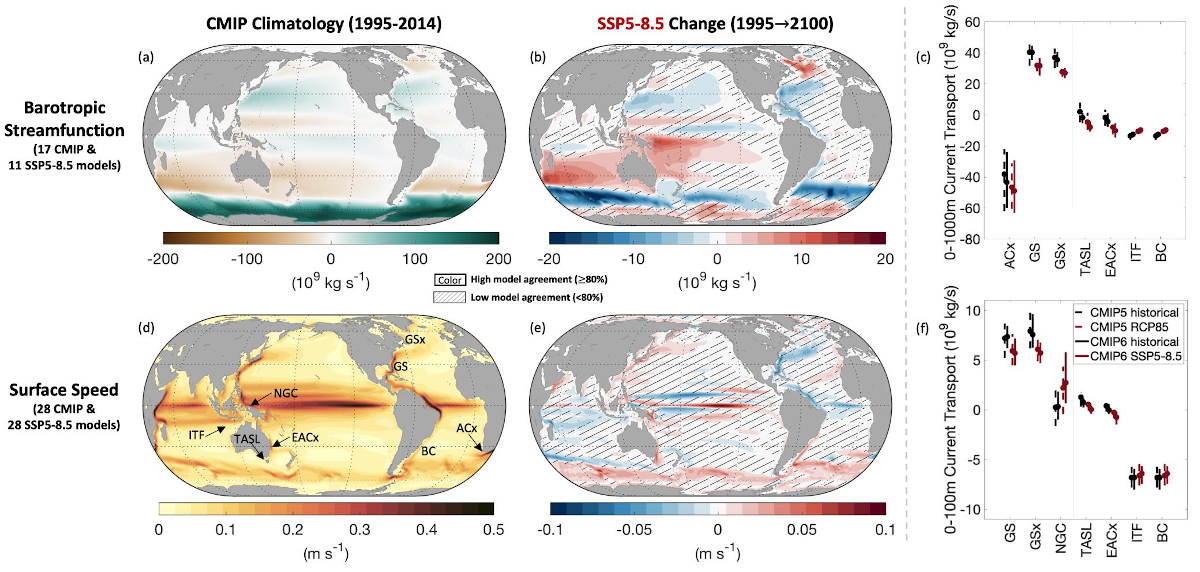 CMIP Climatology (1995-2014)
SSP5-8.5 Change (1995→2100)
Barotropic
Streamfunction
(17 CMIP &
11 SSP5-8.5 models)
(a)
-200 -100 0 100 200
(10⁹ kg s⁻¹)
(b)
-20 -10 0 10 20
(10⁹ kg s⁻¹)
(c)
0-1000m Current Transport (10⁹ kg/s)
60
40
20
0
-20
-40
-60
-80
ACx
GS
GSx
TASL
EACx
ITF
BC
Color High model agreement (≥80%)
Low model agreement (<80%)
Surface Speed
(28 CMIP &
28 SSP5-8.5 models)
(d)
GSx
GS
NGC
ITF
TASL
EACx
ACx
BC
0 0.1 0.2 0.3 0.4 0.5
(m s⁻¹)
(e)
-0.1 -0.05 0 0.05 0.1
(m s⁻¹)
(f)
0-100m Current Transport (10⁹ kg/s)
10
5
0
-5
-10
CMIP5 historical
CMIP5 RCP85
CMIP6 historical
CMIP6 SSP5-8.5
GS
GSx
NGC
TASL
EACx
ITF
BC